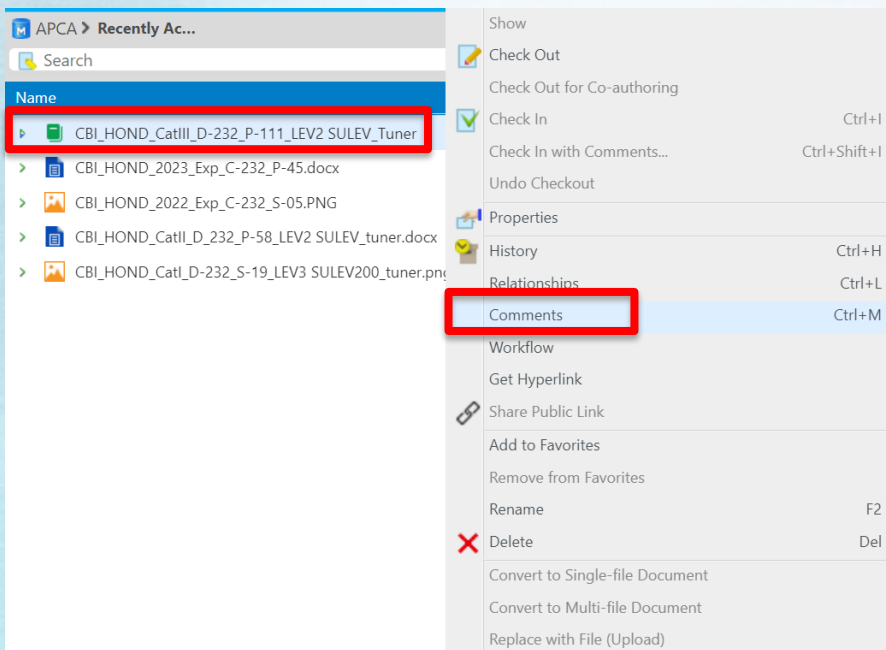 APCA > Recently Ac...
Search
Name
CBI_HOND_CatIII_D-232_P-111_LEV2 SULEV_Tuner
CBI_HOND_2023_Exp_C-232_P-45.docx
CBI_HOND_2022_Exp_C-232_S-05.PNG
CBI_HOND_CatII_D_232_P-58_LEV2 SULEV_tuner.docx
CBI_HOND_CatI_D-232_S-19_LEV3 SULEV200_tuner.png
Show
Check Out
Check Out for Co-authoring
Check In Ctrl+I
Check In with Comments... Ctrl+Shift+I
Undo Checkout
Properties
History Ctrl+H
Relationships Ctrl+L
Comments Ctrl+M
Workflow
Get Hyperlink
Share Public Link
Add to Favorites
Remove from Favorites
Rename F2
Delete Del
Convert to Single-file Document
Convert to Multi-file Document
Replace with File (Upload)